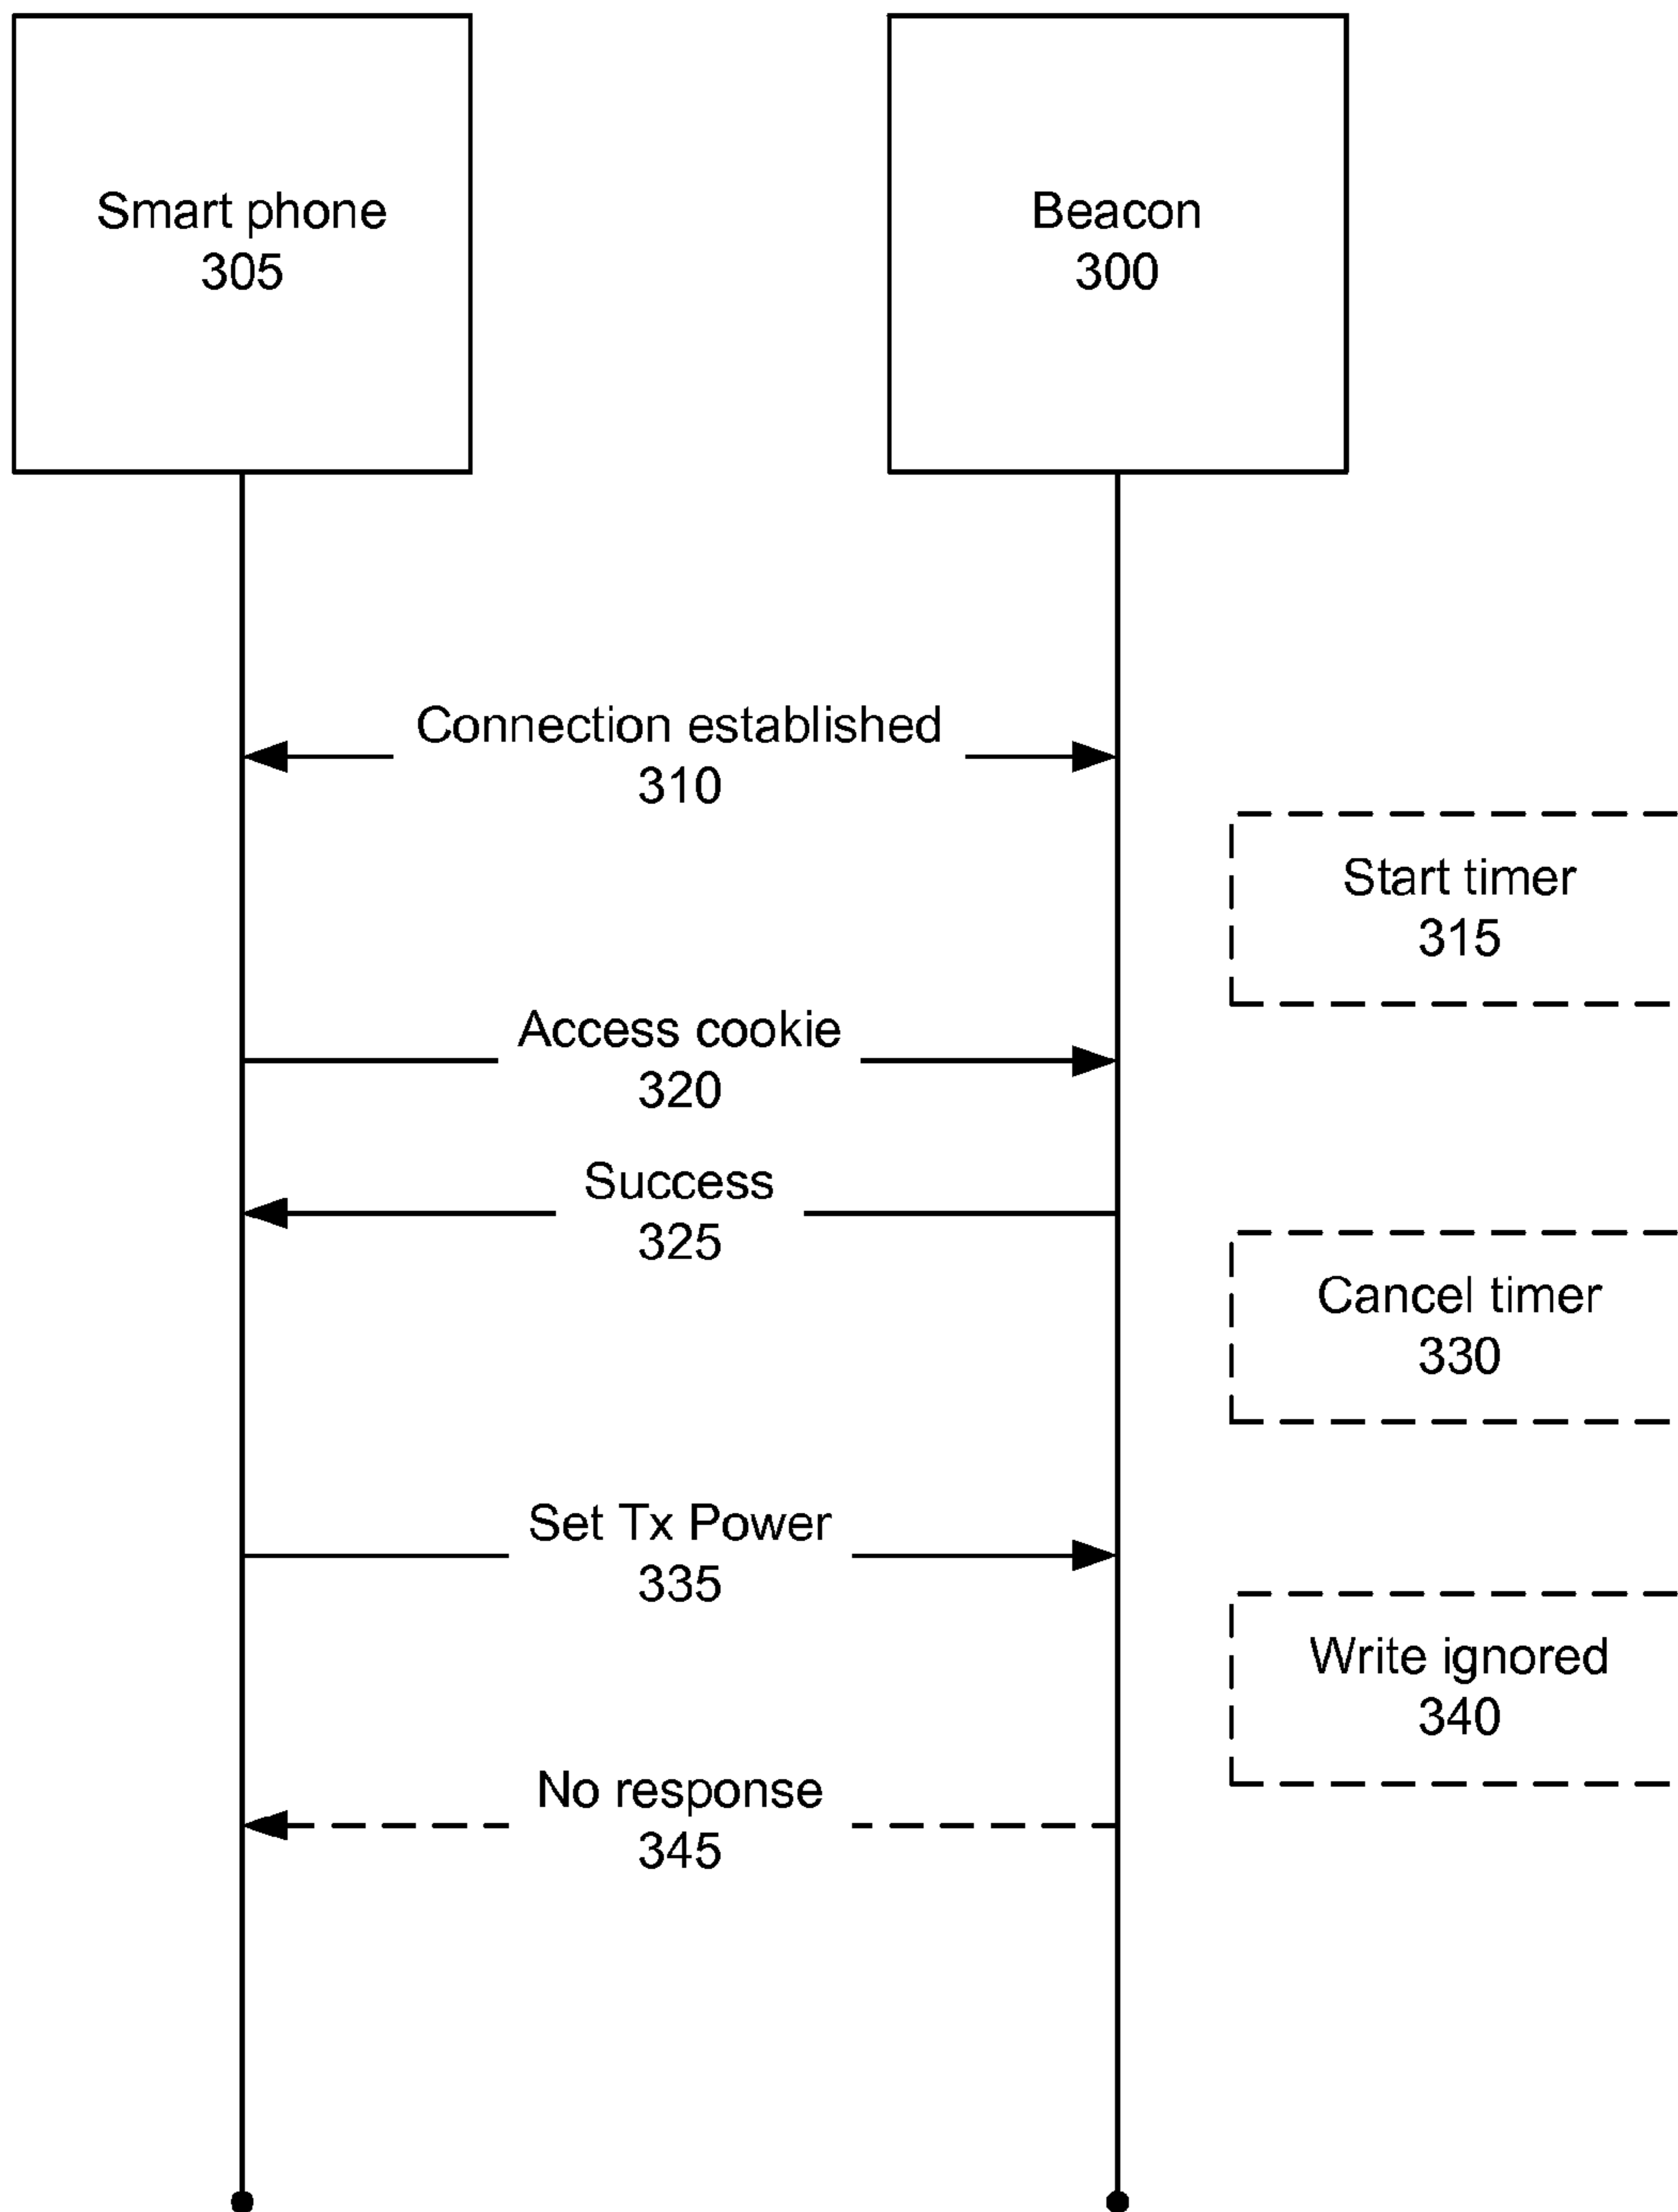 Smart phone
305
Beacon
300
Connection established
310
Start timer
315
Access cookie
320
Success
325
Cancel timer
330
Set Tx Power
335
Write ignored
340
No response
345